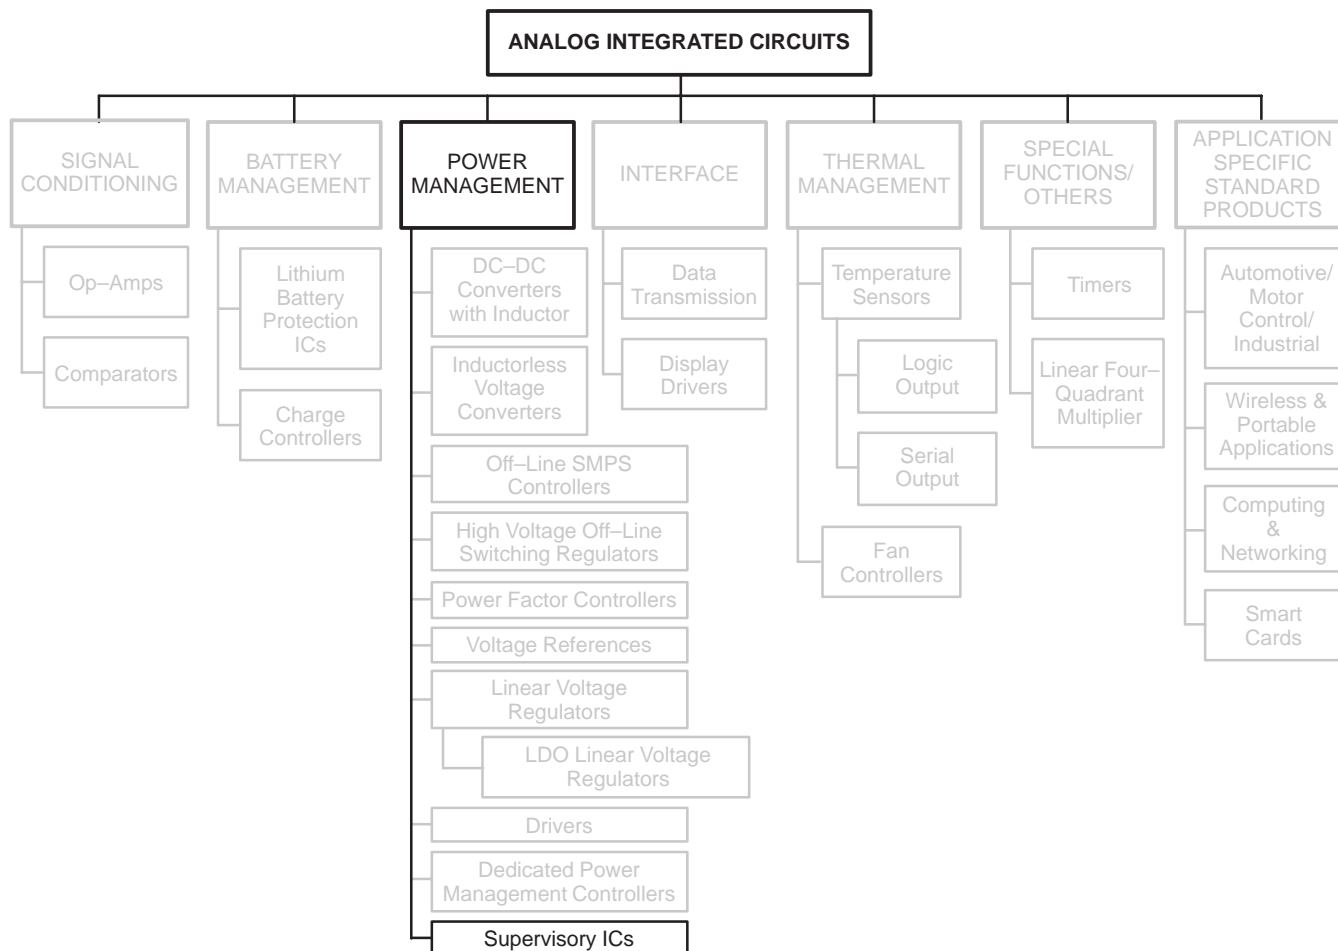 ANALOG INTEGRATED CIRCUITS
SIGNAL
CONDITIONING
Op–Amps
Comparators
BATTERY
MANAGEMENT
Lithium
Battery
Protection
ICs
Charge
Controllers
POWER
MANAGEMENT
DC–DC
Converters
with Inductor
Inductorless
Voltage
Converters
Off–Line SMPS
Controllers
High Voltage Off–Line
Switching Regulators
Power Factor Controllers
Voltage References
Linear Voltage
Regulators
LDO Linear Voltage
Regulators
Drivers
Dedicated Power
Management Controllers
Supervisory ICs
INTERFACE
Data
Transmission
Display
Drivers
THERMAL
MANAGEMENT
Temperature
Sensors
Logic
Output
Serial
Output
Fan
Controllers
SPECIAL
FUNCTIONS/
OTHERS
Timers
Linear Four–
Quadrant
Multiplier
APPLICATION
SPECIFIC
STANDARD
PRODUCTS
Automotive/
Motor
Control/
Industrial
Wireless &
Portable
Applications
Computing
&
Networking
Smart
Cards